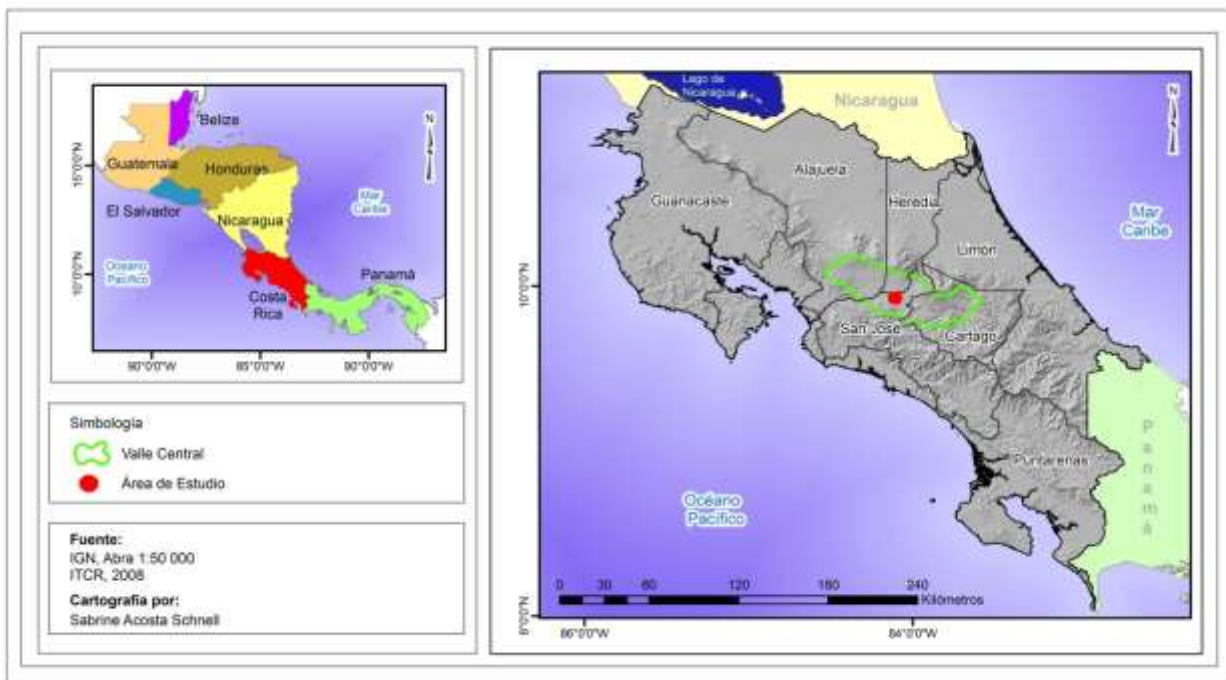 N
Belize
Guatemala
Honduras
15°0'0"N
El Salvador
Nicaragua
Mar
Caribe
Océano
Pacífico
10°0'0"N
Panamá
Costa
Rica
90°0'0"W
85°0'0"W
80°0'0"W
Simbología
Valle Central
Área de Estudio
Fuente:
IGN, Abra 1:50 000
ITCR, 2008
Cartografía por:
Sabrine Acosta Schnell
Lago de
Nicaragua
Nicaragua
N
Alajuela
Guanacaste
Heredia
Mar
Caribe
Limón
10°0'0"N
San José
Cartago
Panamá
Puntarenas
Océano
Pacífico
0 30 60 120 180 240
Kilómetros
8°0'0"N
86°0'0"W
84°0'0"W